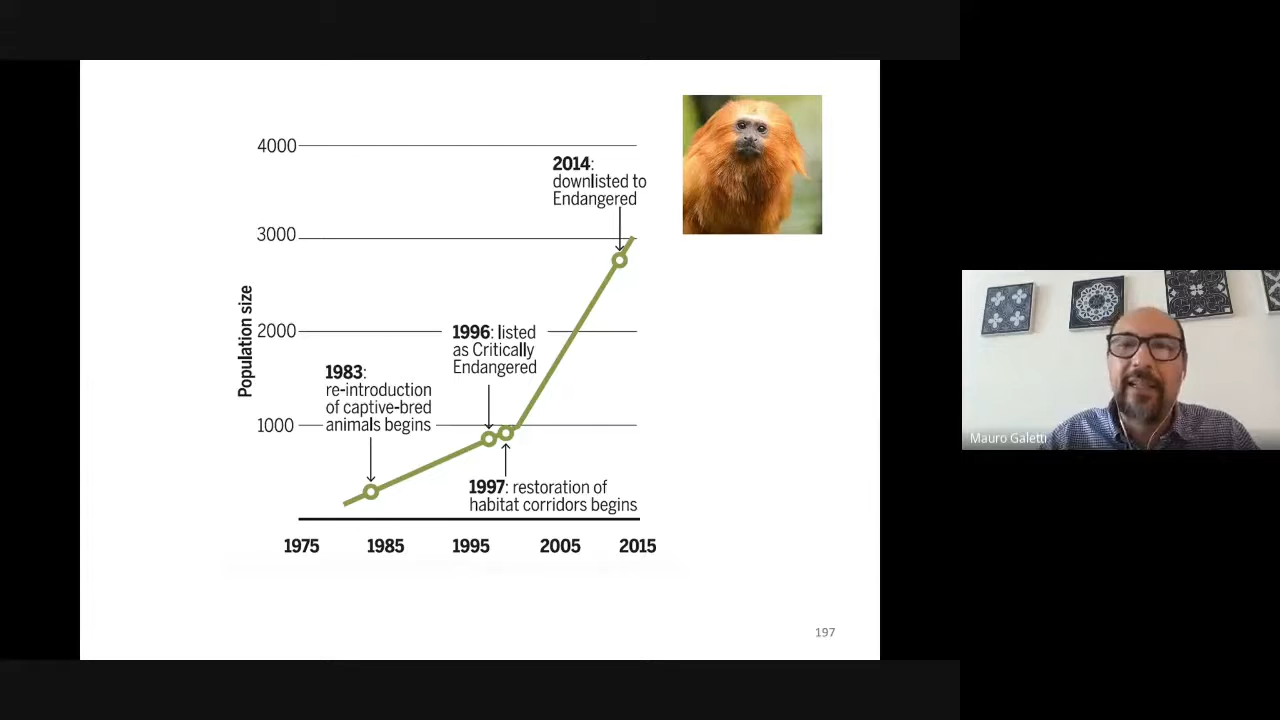 4000
2014:
downlisted to
Endangered
3000
Population size
2000
1996: listed
as Critically
Endangered
1983:
re-introduction
of captive-bred
animals begins
1000
1997: restoration of
habitat corridors begins
1975 1985 1995 2005 2015
197
Mauro Galetti